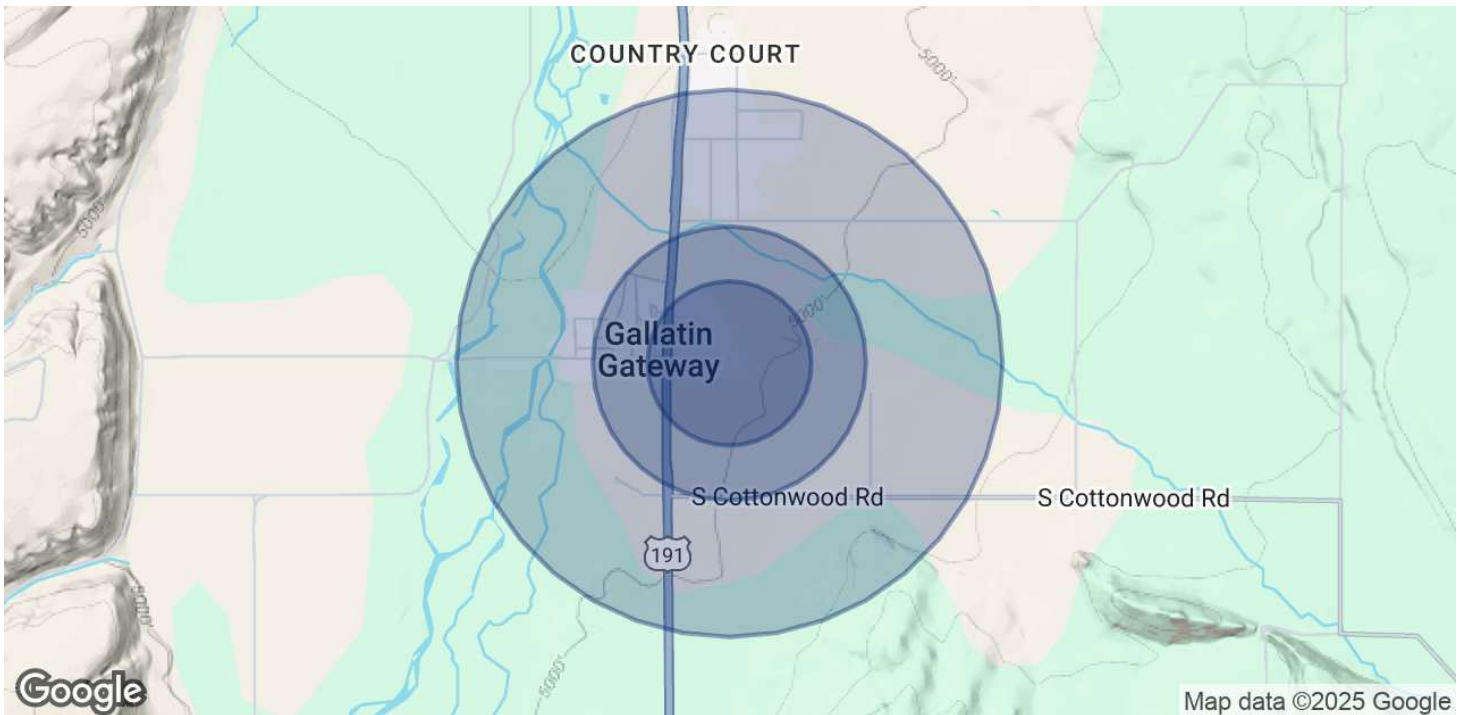 COUNTRY COURT
5000'
5000'
5000'
Gallatin
Gateway
S Cottonwood Rd
S Cottonwood Rd
191
5000'
5000'
Google
Map data ©2025 Google